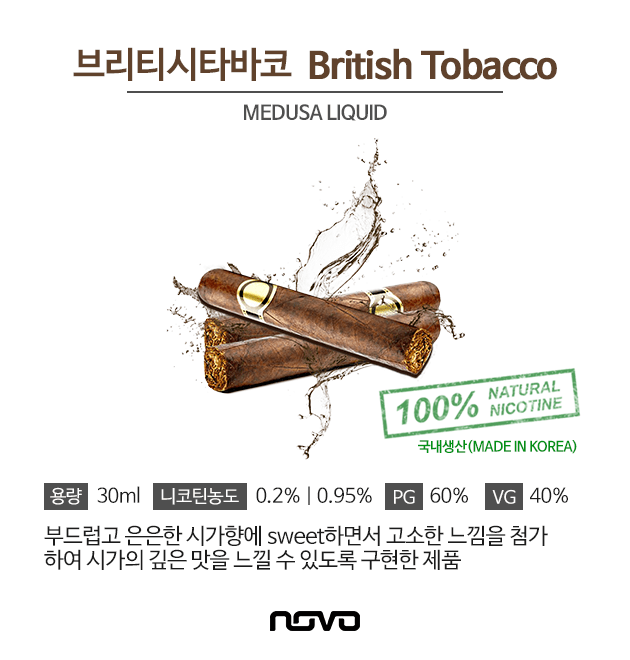 브리티시타바코 British Tobacco
MEDUSA LIQUID
100% NATURAL NICOTINE
국내생산(MADE IN KOREA)
용량 30ml 니코틴농도 0.2% | 0.95% PG 60% VG 40%
부드럽고 은은한 시가향에 sweet하면서 고소한 느낌을 첨가
하여 시가의 깊은 맛을 느낄 수 있도록 구현한 제품
novo